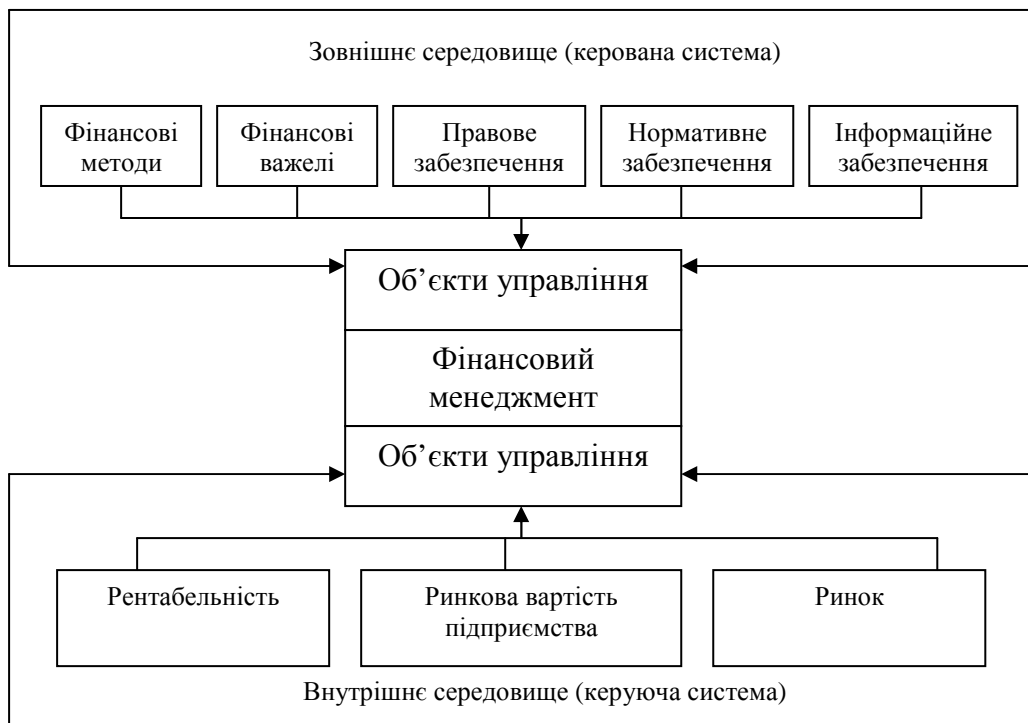 Зовнішнє середовище (керована система)
Фінансові
методи
Фінансові
важелі
Правове
забезпечення
Нормативне
забезпечення
Інформаційне
забезпечення
Об’єкти управління
Фінансовий
менеджмент
Об’єкти управління
Рентабельність
Ринкова вартість
підприємства
Ринок
Внутрішнє середовище (керуюча система)